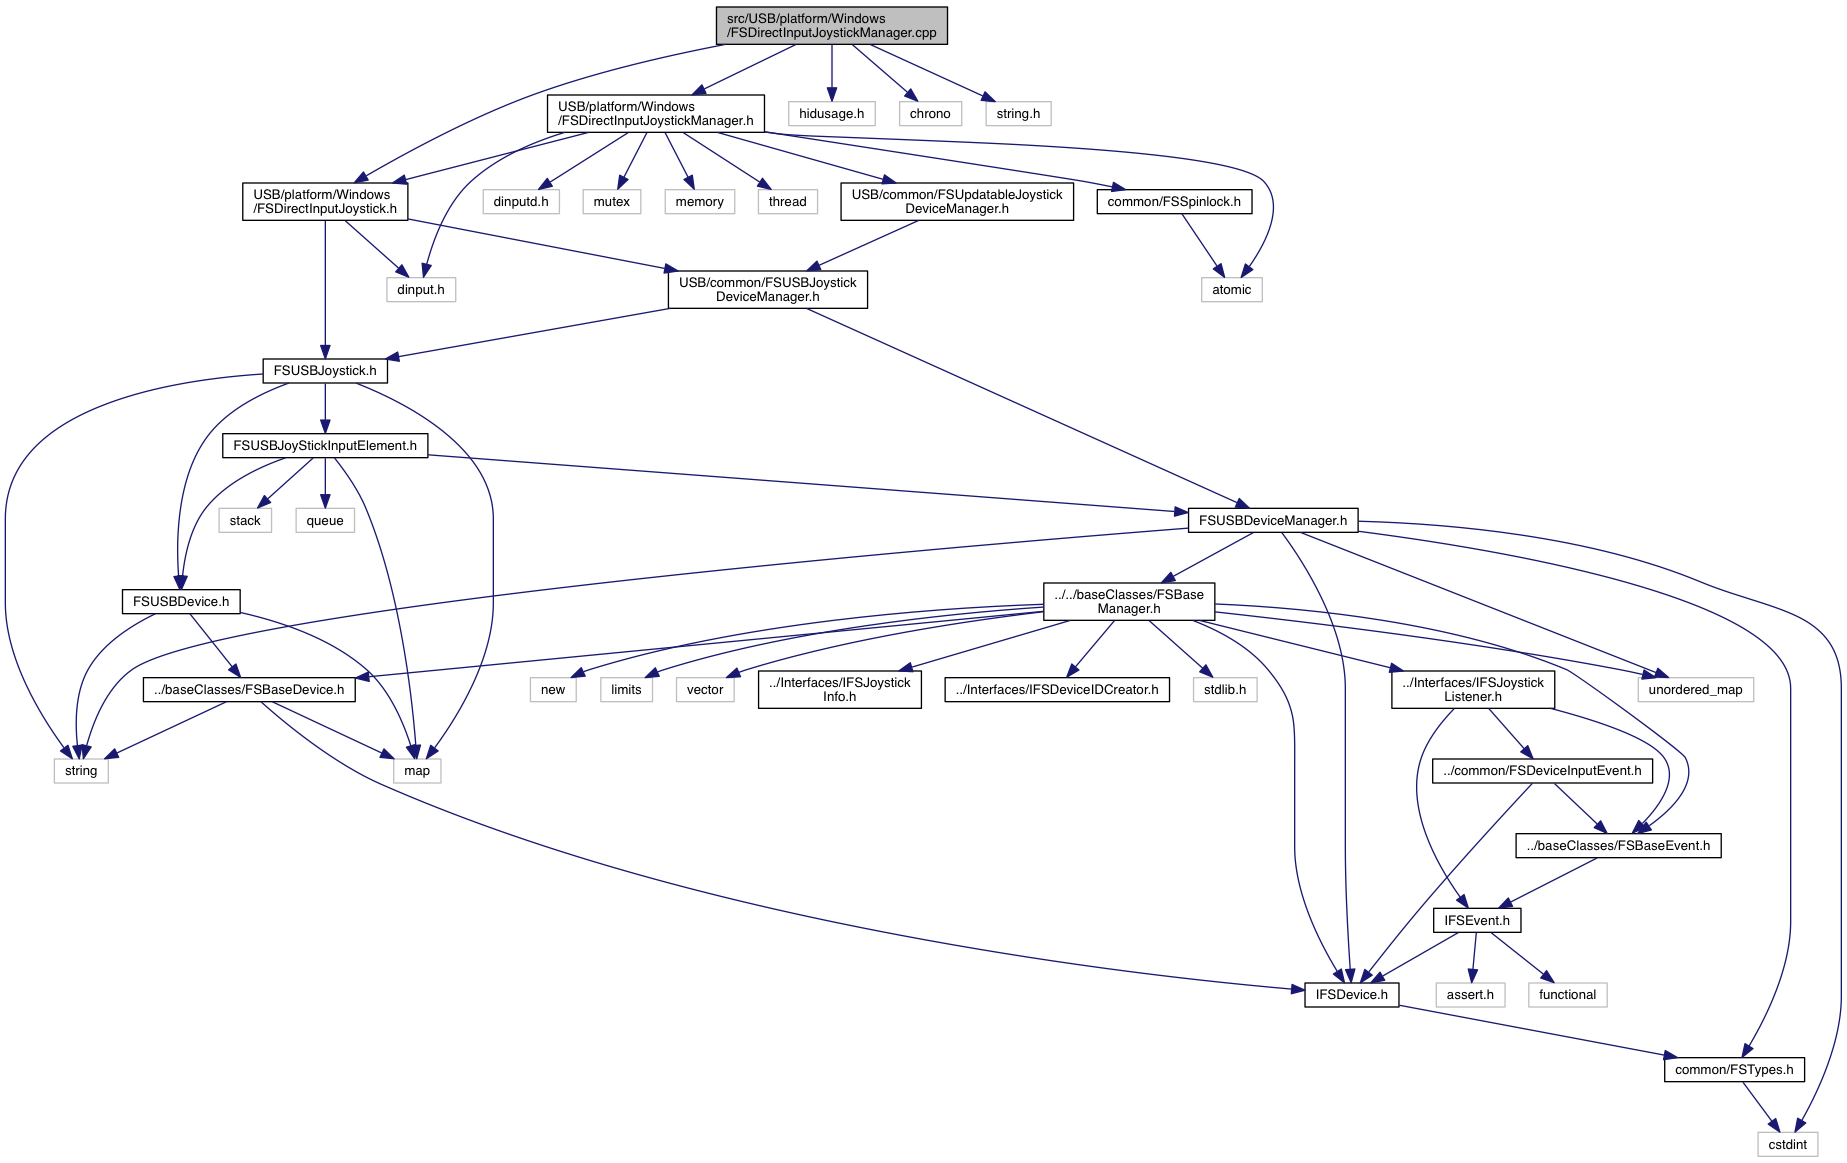 src/USB/platform/Windows
/FSDirectInputJoystickManager.cpp
USB/platform/Windows
/FSDirectInputJoystickManager.h
hidusage.h
chrono
string.h
USB/platform/Windows
/FSDirectInputJoystick.h
dinputd.h
mutex
memory
thread
USB/common/FSUpdatableJoystick
DeviceManager.h
common/FSSpinlock.h
dinput.h
USB/common/FSUSBJoystick
DeviceManager.h
atomic
FSUSBJoystick.h
FSUSBJoyStickInputElement.h
stack
queue
FSUSBDeviceManager.h
FSUSBDevice.h
../../baseClasses/FSBase
Manager.h
../baseClasses/FSBaseDevice.h
new
limits
vector
../Interfaces/IFSJoystick
Info.h
../Interfaces/IFSDeviceIDCreator.h
stdlib.h
../Interfaces/IFSJoystick
Listener.h
unordered_map
string
map
../common/FSDeviceInputEvent.h
../baseClasses/FSBaseEvent.h
IFSEvent.h
IFSDevice.h
assert.h
functional
common/FSTypes.h
cstdint